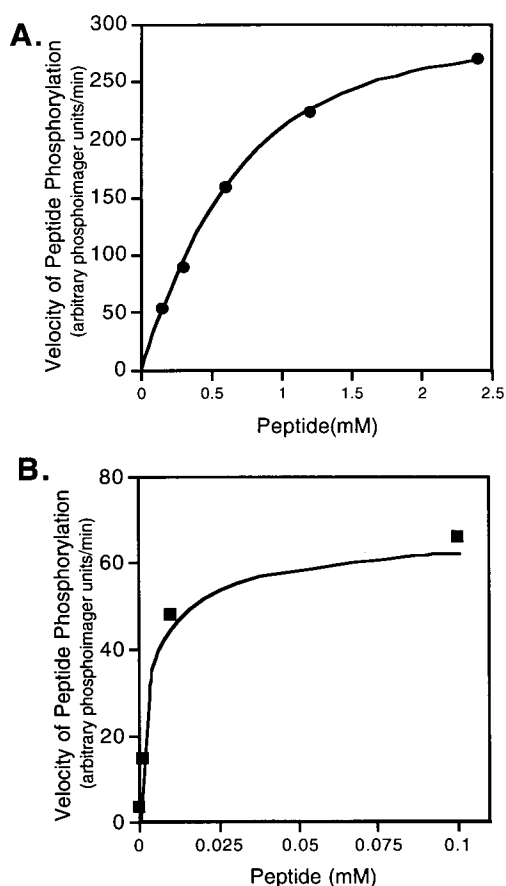 A.
Velocity of Peptide Phosphorylation
(arbitrary phosphoimager units/min)
300
250
200
150
100
50
0
0
0.5
1
1.5
2
2.5
Peptide(mM)
B.
Velocity of Peptide Phosphorylation
(arbitrary phosphoimager units/min)
80
60
40
20
0
0
0.025
0.05
0.075
0.1
Peptide (mM)